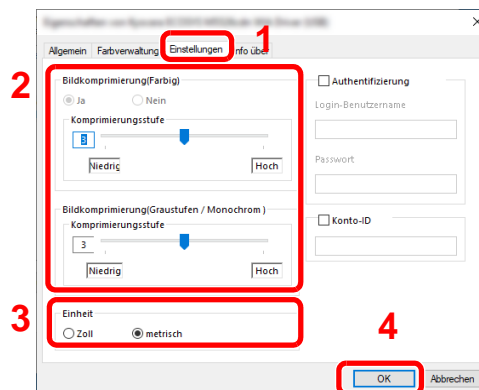 1
Allgemein Farbverwaltung Einstellungen nfo über
2
Bildkomprimierung(Farbig)
Ja Nein
Komprimierungsstufe
3
Niedrig Hoch
Bildkomprimierung(Graustufen / Monochrom )
Komprimierungsstufe
3
Niedrig Hoch
Authentifizierung
Login-Benutzername
Passwort
Konto-ID
3
Einheit
Zoll metrisch
4
OK Abbrechen